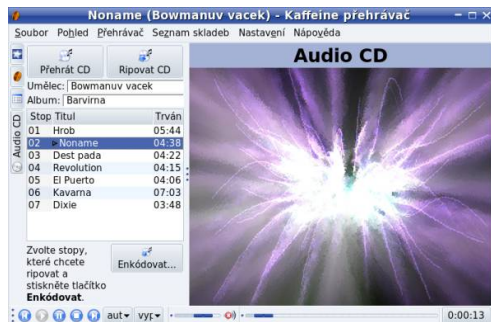 Noname (Bowmanuv vacek) - Kaffeine přehrávač
Soubor Pohled Přehrávač Seznam skladeb Nastavení Nápověda
Přehrát CD Ripovat CD
Umělec: Bowmanuv vacek
Album: Barvirna
Stop Titul Trván
01 Hrob 05:44
02 Noname 04:38
03 Dest pada 04:22
04 Revolution 04:15
05 El Puerto 04:06
06 Kavarna 07:03
07 Dixie 03:48
Audio CD
Zvolte stopy,
které chcete
ripovat a
stiskněte tlačítko
Enkódovat.
Enkódovat...
Audio CD
aut vyp
0:00:13